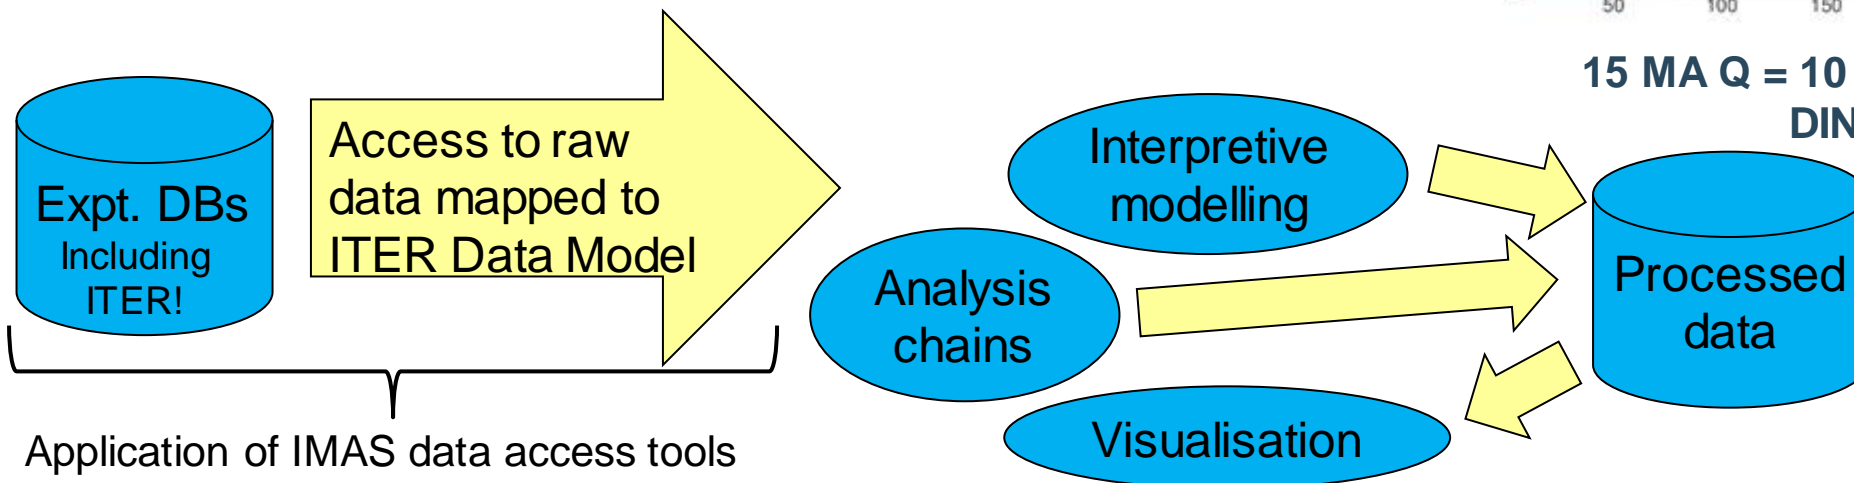 50 100 150
15 MA Q = 10
DIN
Expt. DBs
Including
ITER!
Access to raw
data mapped to
ITER Data Model
Interpretive
modelling
Analysis
chains
Visualisation
Processed
data
Application of IMAS data access tools